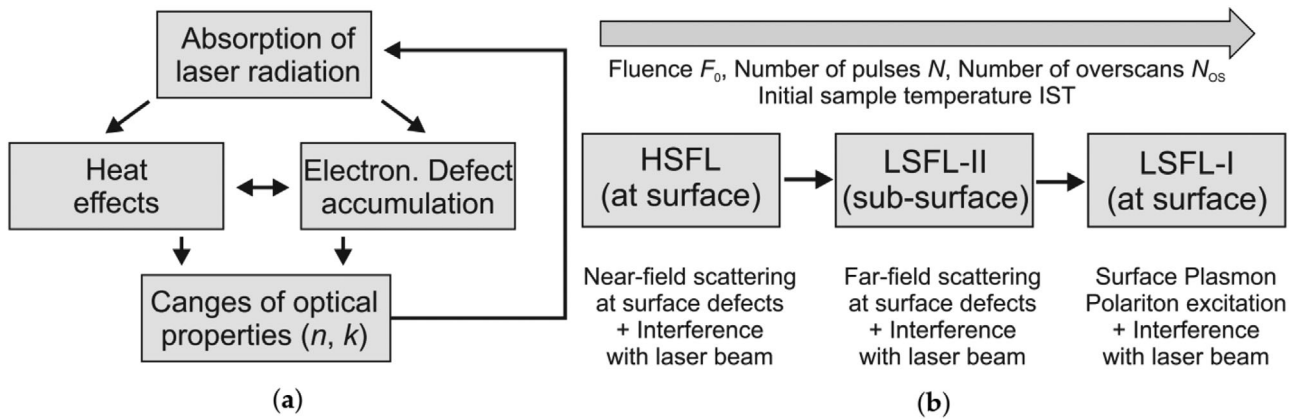 Absorption of
laser radiation
Heat
effects
Electron. Defect
accumulation
Canges of optical
properties (n, k)
(a)
Fluence F₀, Number of pulses N, Number of overscans N_OS
Initial sample temperature IST
HSFL
(at surface)
LSFL-II
(sub-surface)
LSFL-I
(at surface)
Near-field scattering
at surface defects
+ Interference
with laser beam
Far-field scattering
at surface defects
+ Interference
with laser beam
Surface Plasmon
Polariton excitation
+ Interference
with laser beam
(b)